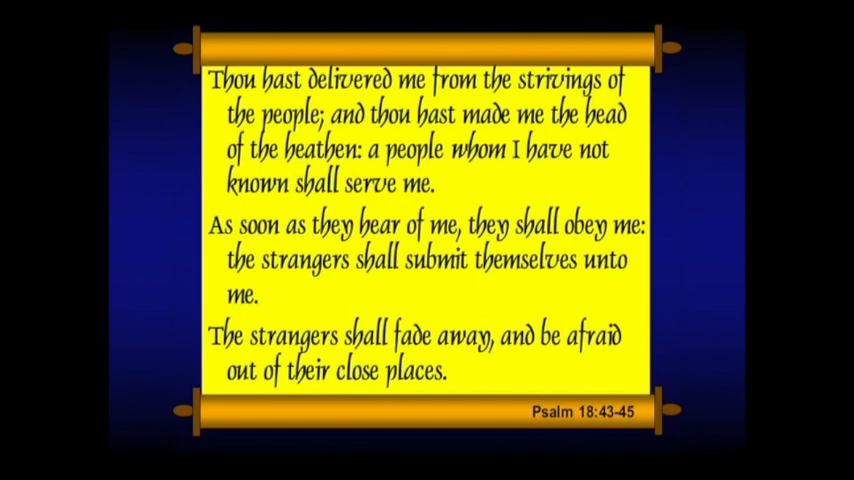 Thou hast delivered me from the strivings of
the people; and thou hast made me the head
of the heathen: a people whom I have not
known shall serve me.
As soon as they hear of me, they shall obey me:
the strangers shall submit themselves unto
me.
The strangers shall fade away, and be afraid
out of their close places.
Psalm 18:43-45